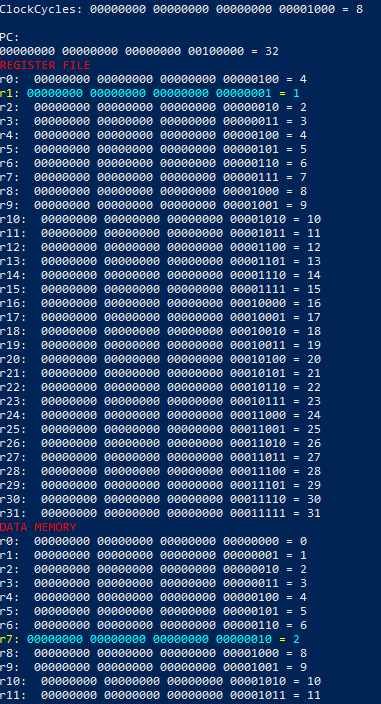 ClockCycles: 00000000 00000000 00000000 00001000 = 8
PC:
00000000 00000000 00000000 00100000 = 32
REGISTER FILE
r0: 00000000 00000000 00000000 00000100 = 4
r1: 00000000 00000000 00000000 00000001 = 1
r2: 00000000 00000000 00000000 00000010 = 2
r3: 00000000 00000000 00000000 00000011 = 3
r4: 00000000 00000000 00000000 00000100 = 4
r5: 00000000 00000000 00000000 00000101 = 5
r6: 00000000 00000000 00000000 00000110 = 6
r7: 00000000 00000000 00000000 00000111 = 7
r8: 00000000 00000000 00000000 00001000 = 8
r9: 00000000 00000000 00000000 00001001 = 9
r10: 00000000 00000000 00000000 00001010 = 10
r11: 00000000 00000000 00000000 00001011 = 11
r12: 00000000 00000000 00000000 00001100 = 12
r13: 00000000 00000000 00000000 00001101 = 13
r14: 00000000 00000000 00000000 00001110 = 14
r15: 00000000 00000000 00000000 00001111 = 15
r16: 00000000 00000000 00000000 00010000 = 16
r17: 00000000 00000000 00000000 00010001 = 17
r18: 00000000 00000000 00000000 00010010 = 18
r19: 00000000 00000000 00000000 00010011 = 19
r20: 00000000 00000000 00000000 00010100 = 20
r21: 00000000 00000000 00000000 00010101 = 21
r22: 00000000 00000000 00000000 00010110 = 22
r23: 00000000 00000000 00000000 00010111 = 23
r24: 00000000 00000000 00000000 00011000 = 24
r25: 00000000 00000000 00000000 00011001 = 25
r26: 00000000 00000000 00000000 00011010 = 26
r27: 00000000 00000000 00000000 00011011 = 27
r28: 00000000 00000000 00000000 00011100 = 28
r29: 00000000 00000000 00000000 00011101 = 29
r30: 00000000 00000000 00000000 00011110 = 30
r31: 00000000 00000000 00000000 00011111 = 31
DATA MEMORY
r0: 00000000 00000000 00000000 00000000 = 0
r1: 00000000 00000000 00000000 00000001 = 1
r2: 00000000 00000000 00000000 00000010 = 2
r3: 00000000 00000000 00000000 00000011 = 3
r4: 00000000 00000000 00000000 00000100 = 4
r5: 00000000 00000000 00000000 00000101 = 5
r6: 00000000 00000000 00000000 00000110 = 6
r7: 00000000 00000000 00000000 00000010 = 2
r8: 00000000 00000000 00000000 00001000 = 8
r9: 00000000 00000000 00000000 00001001 = 9
r10: 00000000 00000000 00000000 00001010 = 10
r11: 00000000 00000000 00000000 00001011 = 11